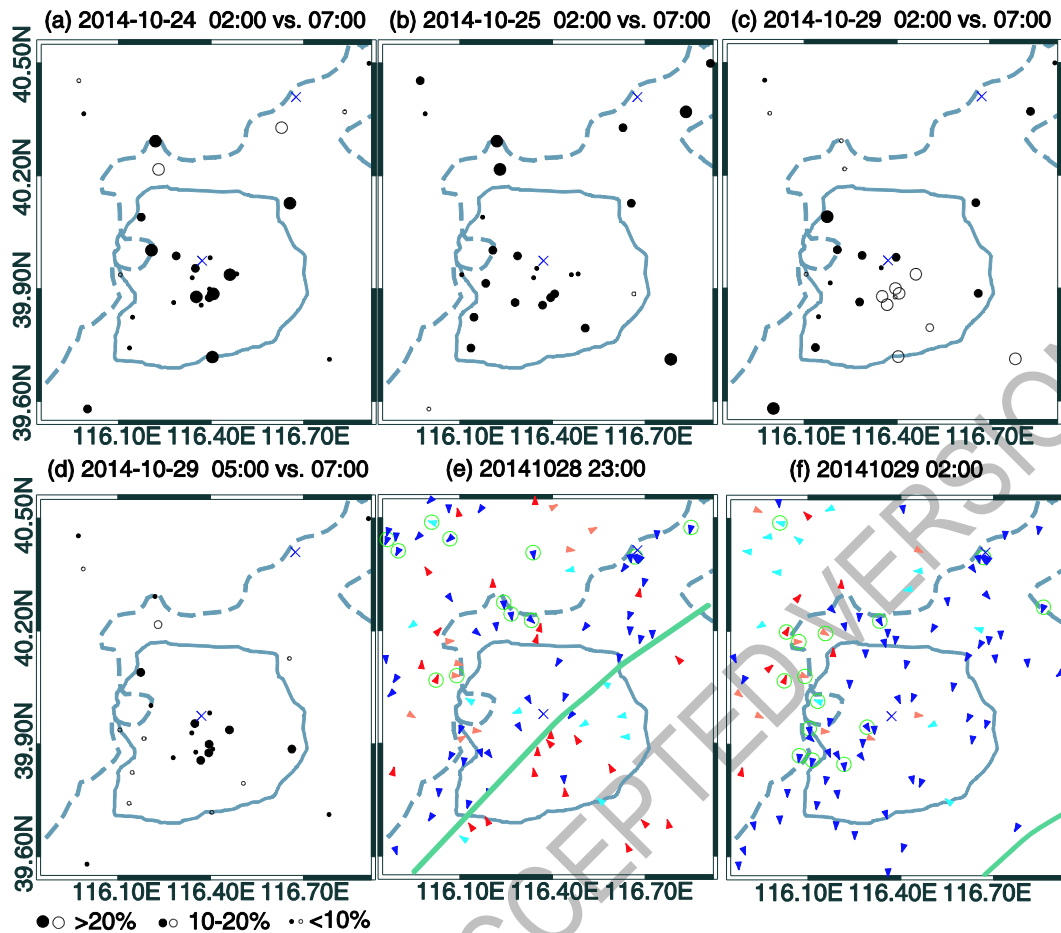 (a) 2014-10-24 02:00 vs. 07:00
(b) 2014-10-25 02:00 vs. 07:00
(c) 2014-10-29 02:00 vs. 07:00
40.50N
40.20N
39.90N
39.60N
116.10E 116.40E 116.70E
116.10E 116.40E 116.70E
116.10E 116.40E 116.70E
(d) 2014-10-29 05:00 vs. 07:00
(e) 20141028 23:00
(f) 20141029 02:00
40.50N
40.20N
39.90N
39.60N
116.10E 116.40E 116.70E
116.10E 116.40E 116.70E
116.10E 116.40E 116.70E
>20% 10-20% <10%
CCEPTED VERSION